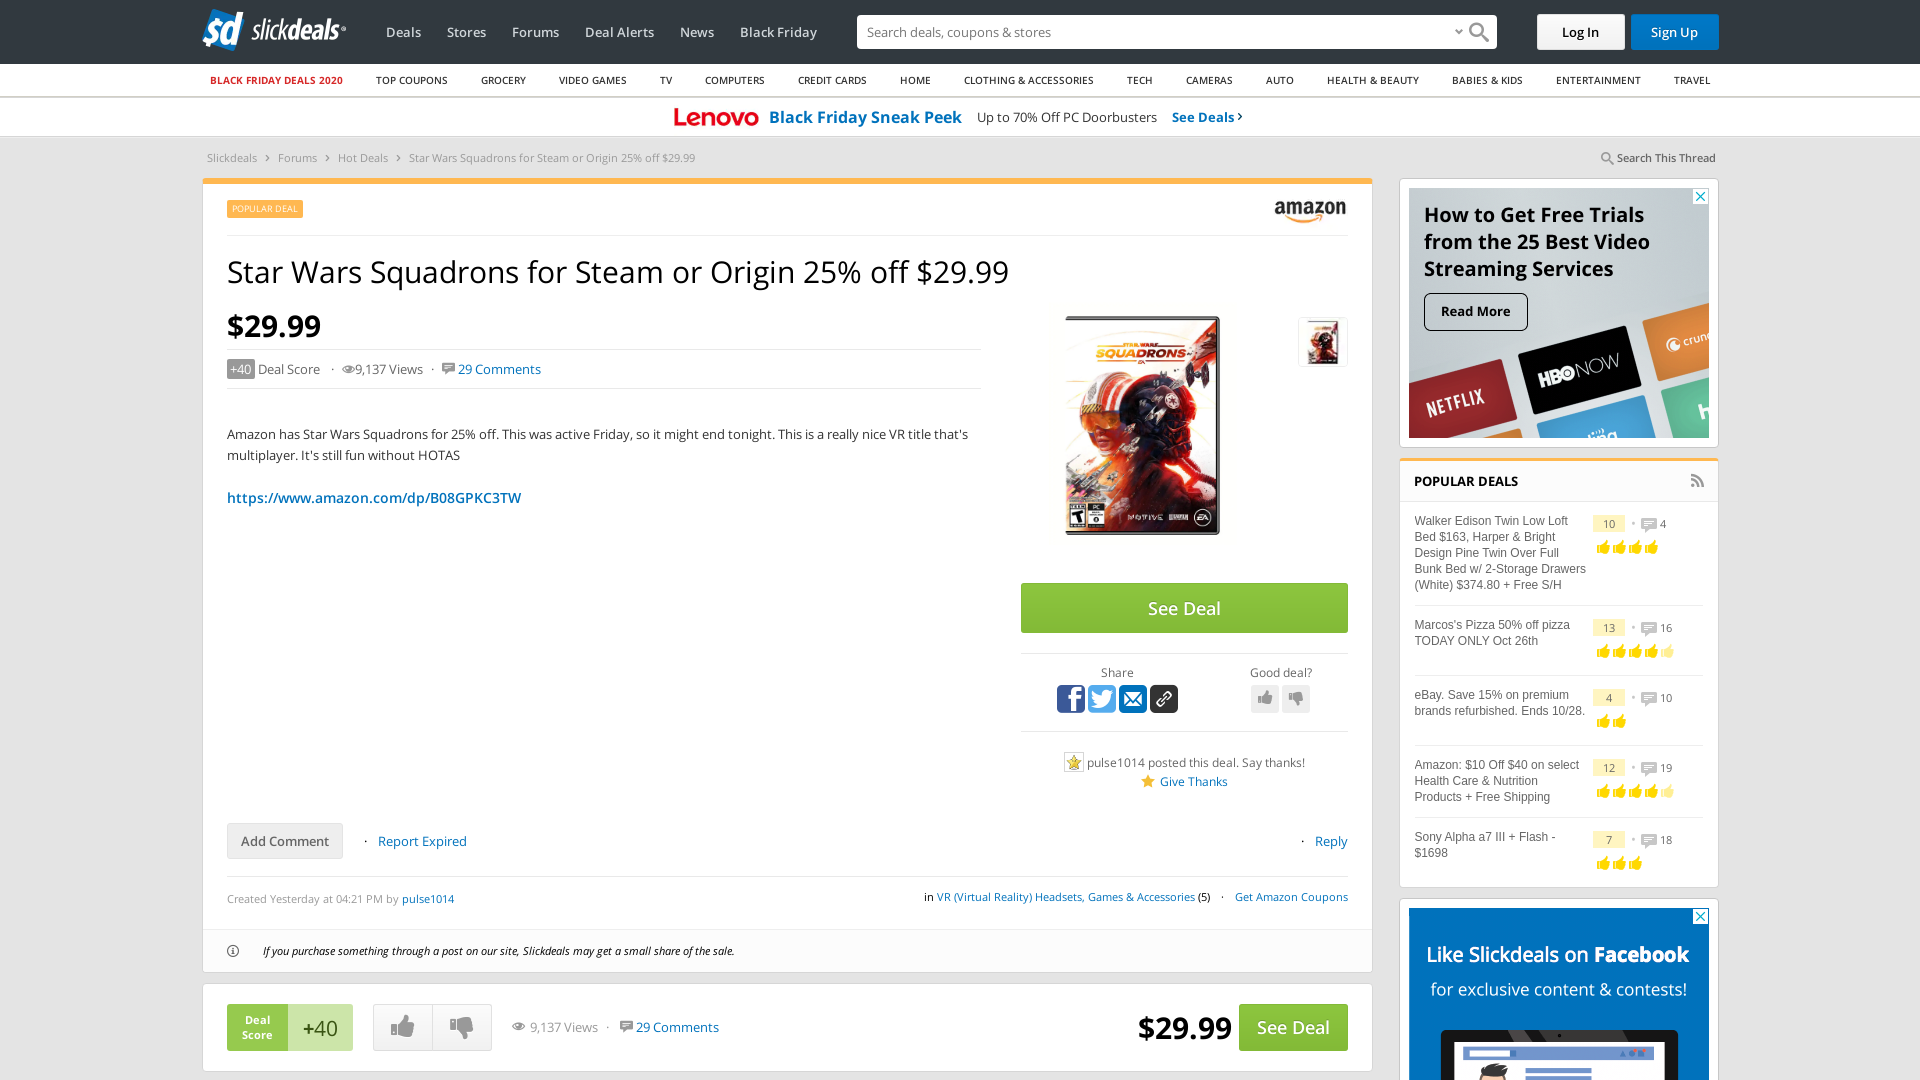 slickdeals
Deals Stores Forums Deal Alerts News Black Friday
Search deals, coupons & shops
Log In
Sign Up
BLACK FRIDAY DEALS 2020 TOP COUPONS GROCERY VIDEO GAMES TV COMPUTERS CREDIT CARDS HOME CLOTHING & ACCESSORIES TECH CAMERAS AUTO HEALTH & BEAUTY BABIES & KIDS ENTERTAINMENT TRAVEL
Lenovo Black Friday Sneak Peek Up to 70% Off PC Doorbusters See Deals ›
Slickdeals › Forums › Hot Deals › Star Wars Squadrons for Steam or Origin 25% off $29.99
Search This Thread
POPULAR DEAL
amazon
Star Wars Squadrons for Steam or Origin 25% off $29.99
$29.99
+40 Deal Score · 9,137 Views · 29 Comments
Amazon has Star Wars Squadrons for 25% off. This was active Friday, so it might end tonight. This is a really nice VR title that's
multiplayer. It's still fun without HOTAS
https://www.amazon.com/dp/B08GPKC3TW
STAR WARS
SQUADRONS
T
PC
MOTIVE
EA
See Deal
Share
Good deal?
pulse1014 posted this deal. Say thanks!
Give Thanks
Add Comment · Report Expired
· Reply
Created Yesterday at 04:21 PM by pulse1014
in VR (Virtual Reality) Headsets, Games & Accessories (5) · Get Amazon Coupons
If you purchase something through a post on our site, Slickdeals may get a small share of the sale.
Deal
Score
+40
9,137 Views · 29 Comments
$29.99
See Deal
How to Get Free Trials
from the 25 Best Video
Streaming Services
Read More
NETFLIX
HBO NOW
crun
h
ling
POPULAR DEALS
Walker Edison Twin Low Loft
Bed $163, Harper & Bright
Design Pine Twin Over Full
Bunk Bed w/ 2-Storage Drawers
(White) $374.80 + Free S/H
10 • 4
Marcos's Pizza 50% off pizza
TODAY ONLY Oct 26th
13 • 16
eBay. Save 15% on premium
brands refurbished. Ends 10/28.
4 • 10
Amazon: $10 Off $40 on select
Health Care & Nutrition
Products + Free Shipping
12 • 19
Sony Alpha a7 III + Flash -
$1698
7 • 18
Like Slickdeals on Facebook
for exclusive content & contests!